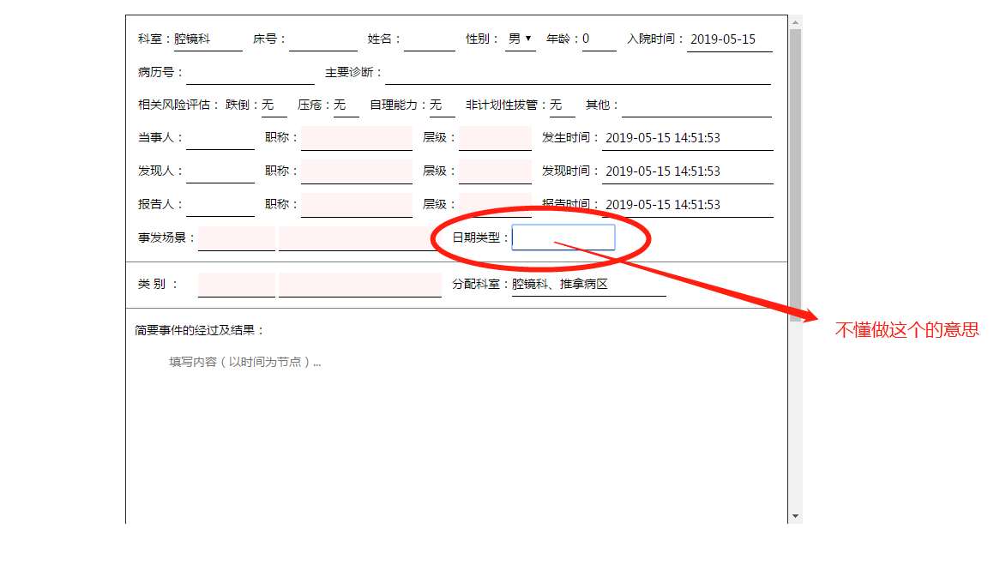 科室：腔镜科 床号： 姓名： 性别： 男 ▼ 年龄：0 入院时间： 2019-05-15
病历号： 主要诊断：
相关风险评估： 跌倒：无 压疮：无 自理能力：无 非计划性拔管：无 其他：
当事人： 职称： 层级： 发生时间： 2019-05-15 14:51:53
发现人： 职称： 层级： 发现时间： 2019-05-15 14:51:53
报告人： 职称： 层级： 报告时间： 2019-05-15 14:51:53
事发场景： 日期类型：
类 别 ： 分配科室：腔镜科、推拿病区
不懂做这个的意思
简要事件的经过及结果：
填写内容（以时间为节点）...